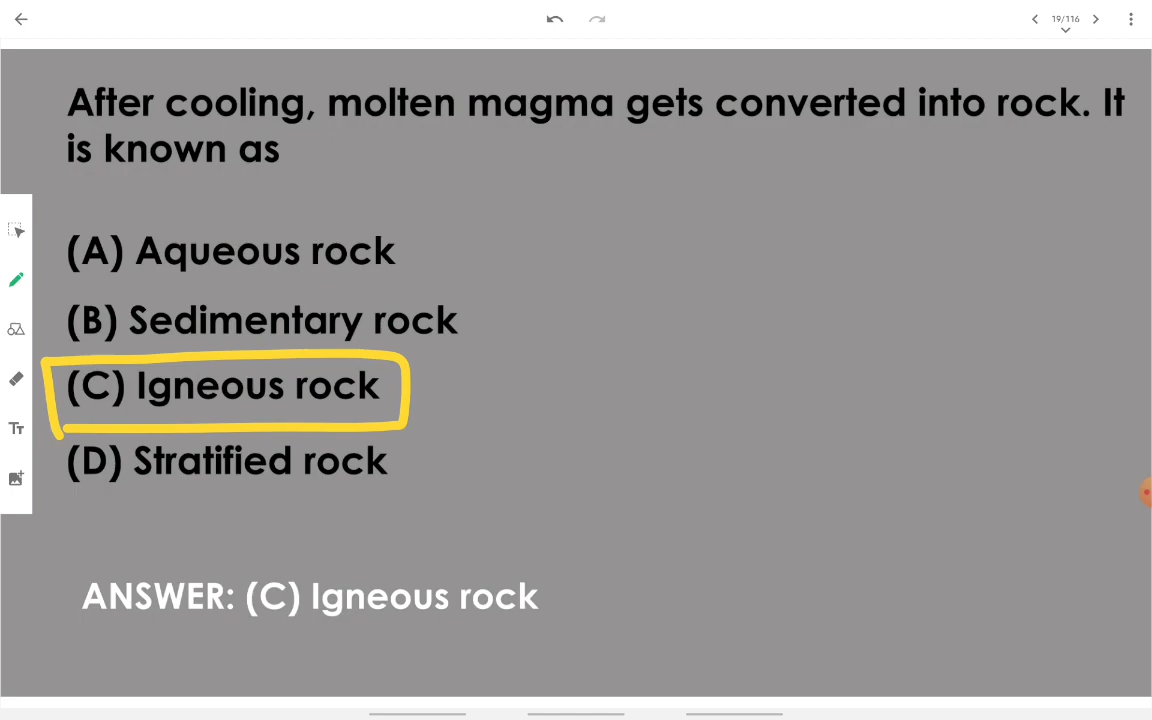 19/116
After cooling, molten magma gets converted into rock. It
is known as
(A) Aqueous rock
(B) Sedimentary rock
(C) Igneous rock
(D) Stratified rock
Tт
ANSWER: (C) Igneous rock